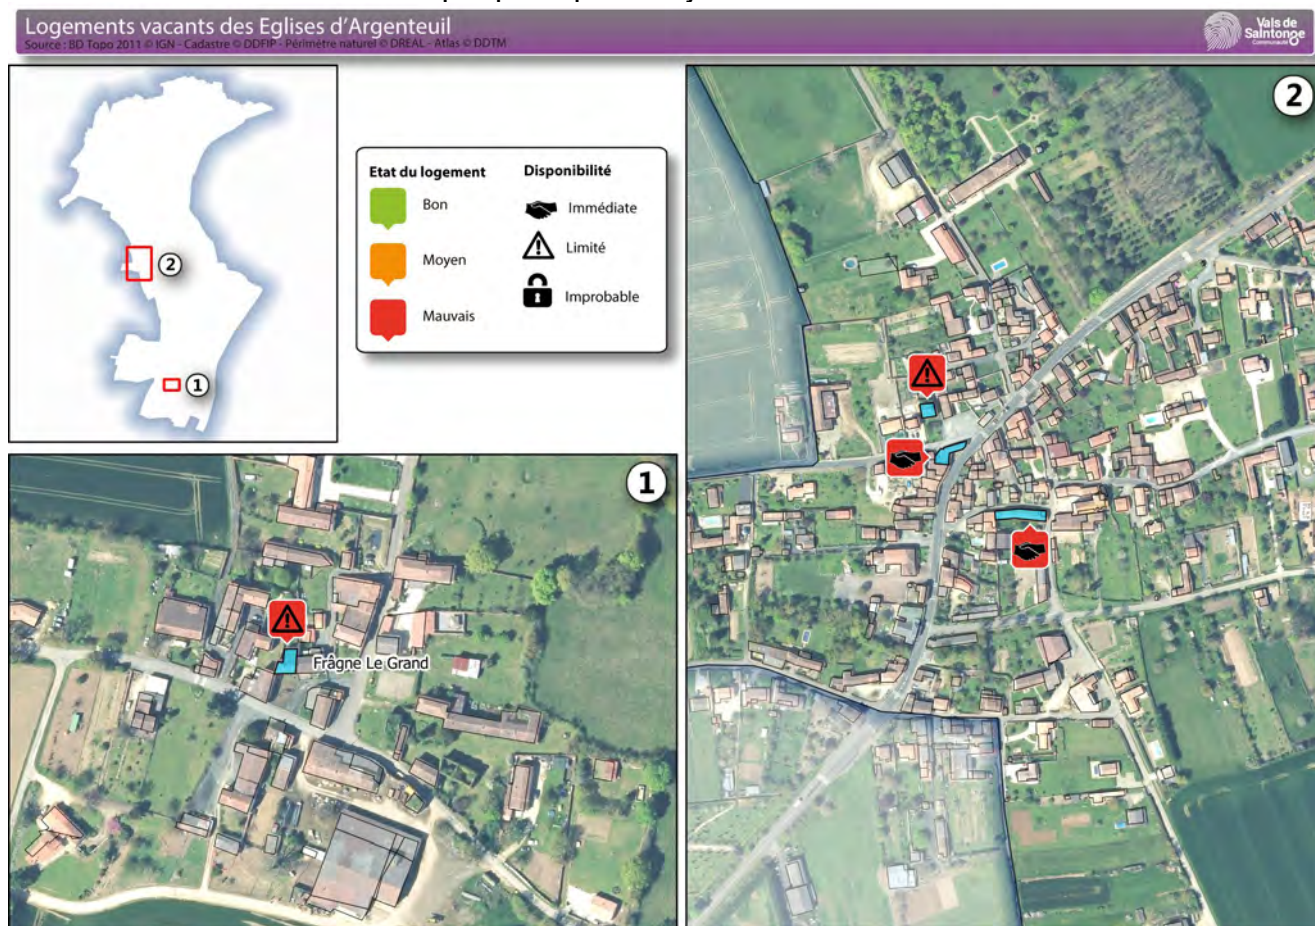 Logements vacants des Eglises d'Argenteuil
Source : BD Topo 2011 © IGN - Cadastre © DDFIP - Périmètre naturel © DREAL - Atlas © DDTM
Vals de
Saintonge
Communauté
2
1
Etat du logement
Bon
Moyen
Mauvais
Disponibilité
Immédiate
Limité
Improbable
1
Frâgne Le Grand
2